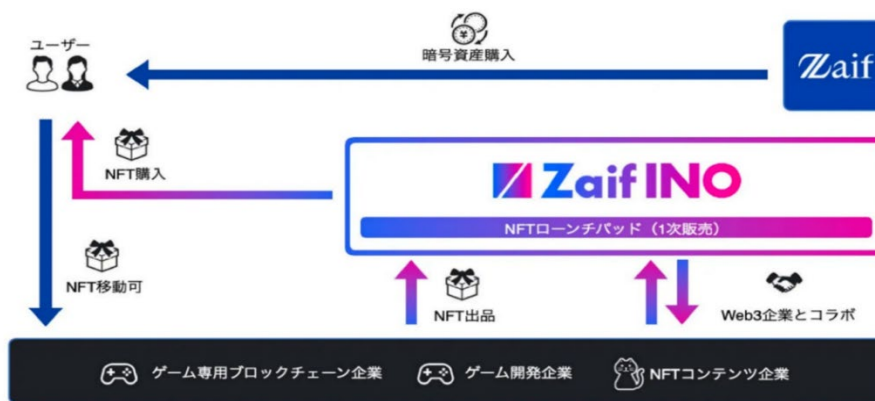 ユーザー
暗号資産購入
Zaif
NFT購入
Zaif INO
NFTローンチパッド（1次販売）
NFT移動可
NFT出品
Web3企業とコラボ
ゲーム専用ブロックチェーン企業
ゲーム開発企業
NFTコンテンツ企業